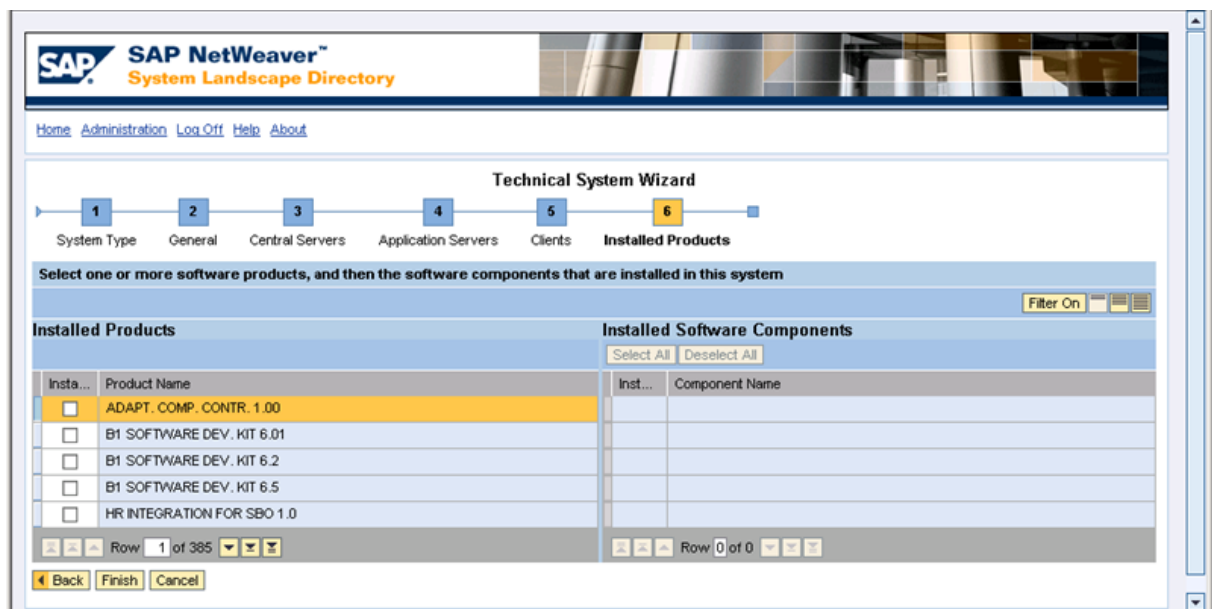 SAP
SAP NetWeaver™
System Landscape Directory
Home Administration Log Off Help About
Technical System Wizard
1 2 3 4 5 6
System Type General Central Servers Application Servers Clients Installed Products
Select one or more software products, and then the software components that are installed in this system
Filter On
Installed Products Installed Software Components
Select All Deselect All
Insta... Product Name Inst... Component Name
ADAPT. COMP. CONTR. 1.00
B1 SOFTWARE DEV. KIT 6.01
B1 SOFTWARE DEV. KIT 6.2
B1 SOFTWARE DEV. KIT 6.5
HR INTEGRATION FOR SBO 1.0
Row 1 of 385 Row 0 of 0
Back Finish Cancel